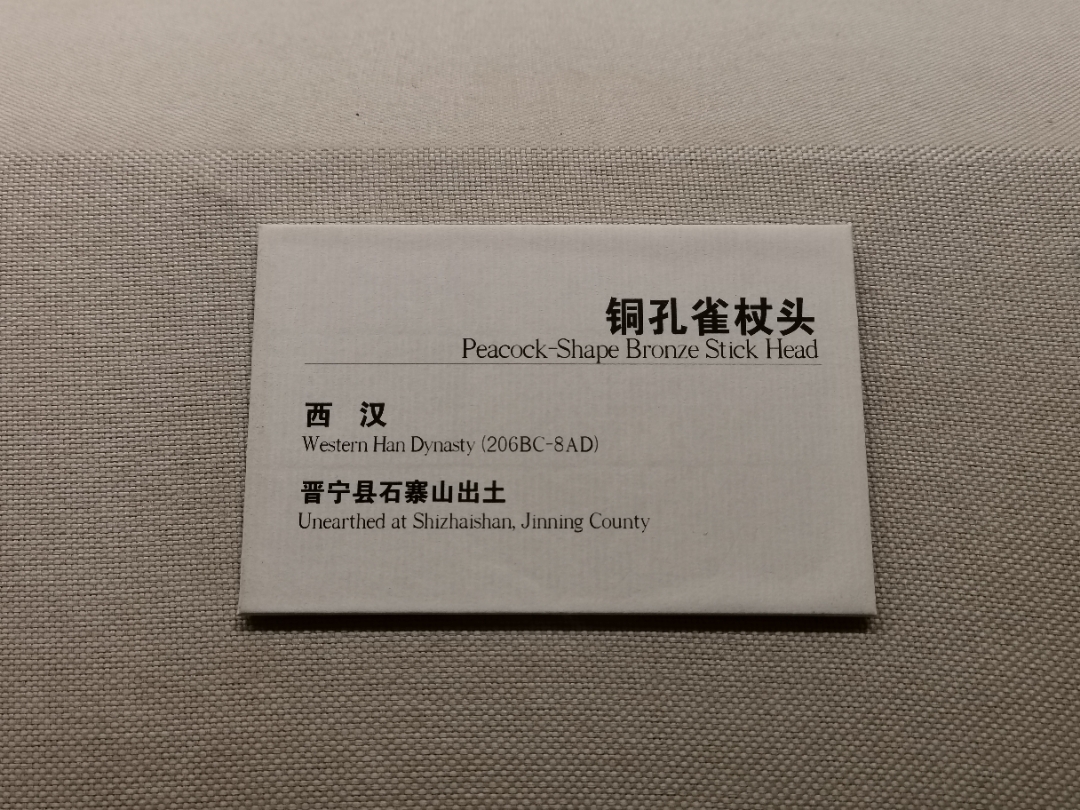 铜孔雀杖头
Peacock-Shape Bronze Stick Head
西 汉
Western Han Dynasty (206BC-8AD)
晋宁县石寨山出土
Unearthed at Shizhaishan, Jinning County